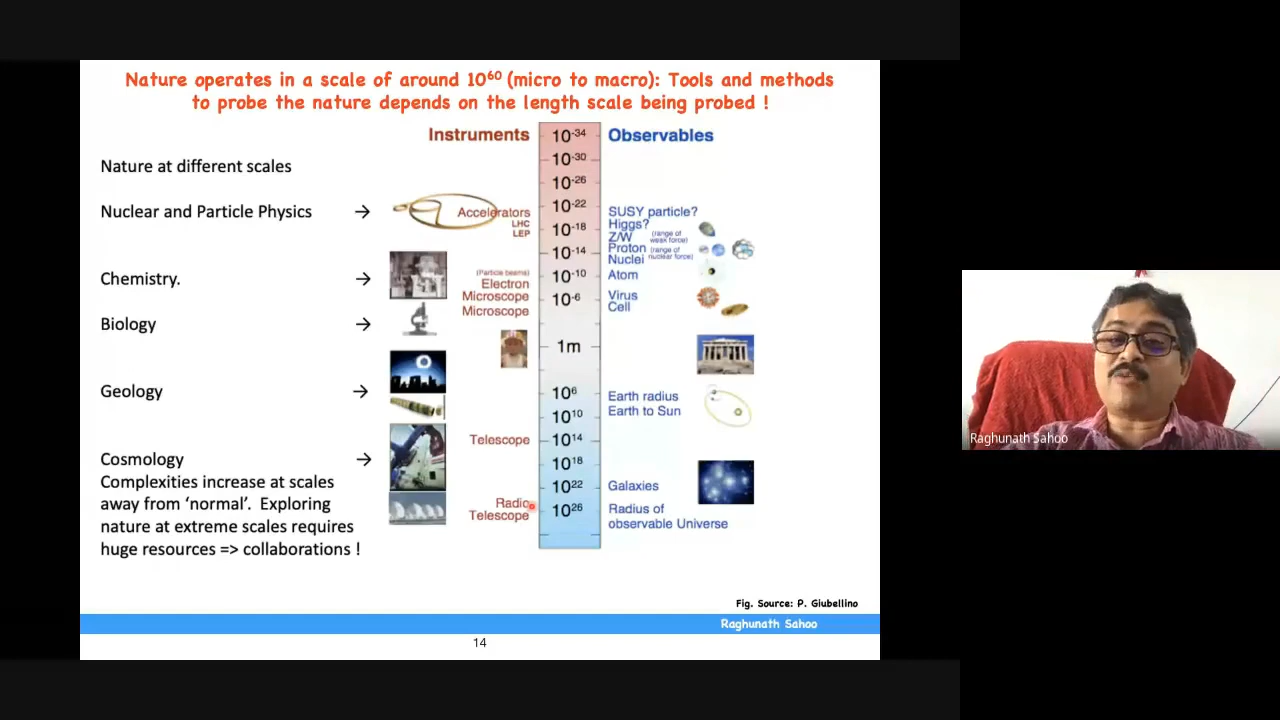 Nature operates in a scale of around 10⁶⁰ (micro to macro): Tools and methods
to probe the nature depends on the length scale being probed !
Nature at different scales
Nuclear and Particle Physics →
Chemistry. →
Biology →
Geology →
Cosmology →
Complexities increase at scales
away from ‘normal’. Exploring
nature at extreme scales requires
huge resources => collaborations !
Instruments
Accelerators
LHC
LEP
(Particle beams)
Electron
Microscope
Microscope
Telescope
Radio
Telescope
10⁻³⁴
10⁻³⁰
10⁻²⁶
10⁻²²
10⁻¹⁸
10⁻¹⁴
10⁻¹⁰
10⁻⁶
1m
10⁶
10¹⁰
10¹⁴
10¹⁸
10²²
10²⁶
Observables
SUSY particle?
Higgs?
Z/W (range of weak force)
Proton
Nuclei (range of nuclear force)
Atom
Virus
Cell
Earth radius
Earth to Sun
Galaxies
Radius of
observable Universe
Fig. Source: P. Giubellino
Raghunath Sahoo
14
Raghunath Sahoo